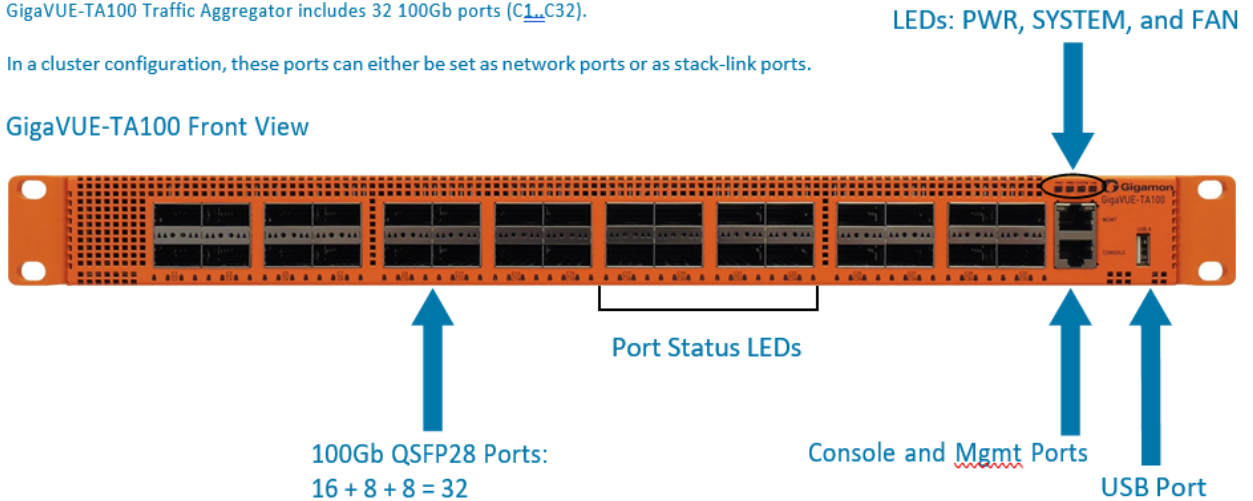 GigaVUE-TA100 Traffic Aggregator includes 32 100Gb ports (C1..C32).
LEDs: PWR, SYSTEM, and FAN
In a cluster configuration, these ports can either be set as network ports or as stack-link ports.
GigaVUE-TA100 Front View
Gigamon
GigaVUE-TA100
MGMT
USB A
CONSOLE
Port Status LEDs
100Gb QSFP28 Ports:
16 + 8 + 8 = 32
Console and Mgmt Ports
USB Port